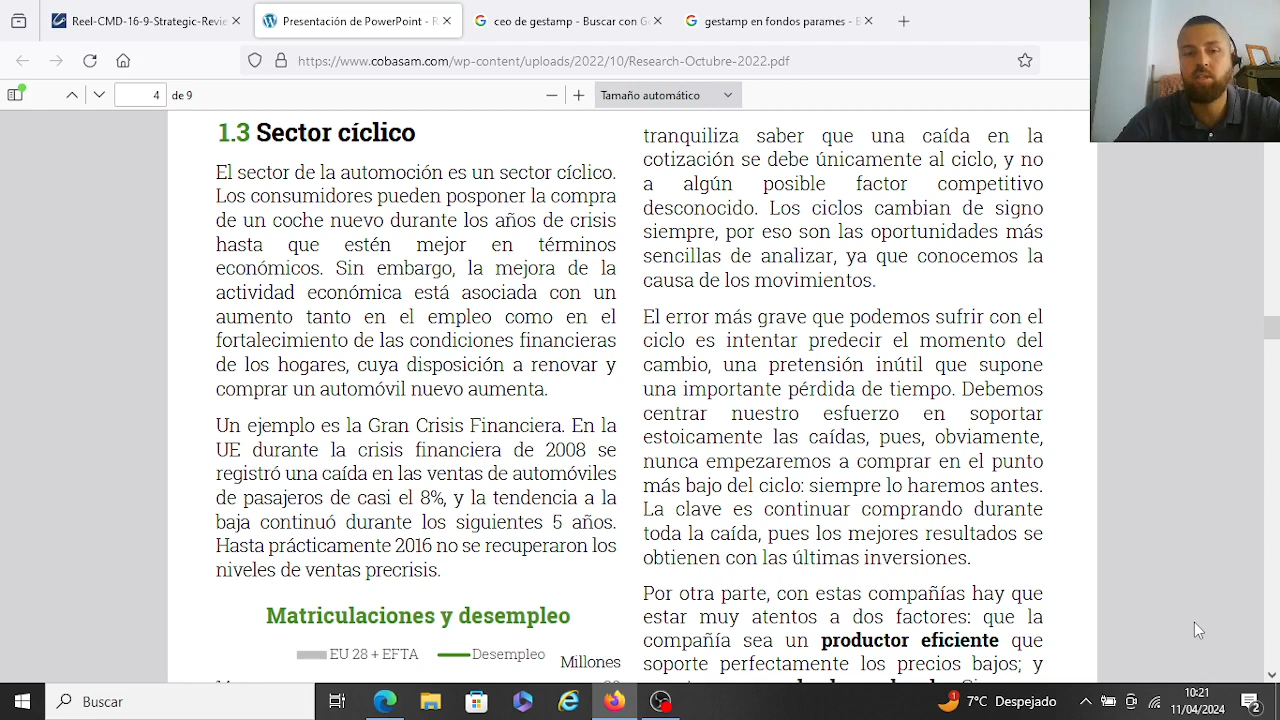 Reel-CMD-16-9-Strategic-Revie
Presentación de PowerPoint - R
ceo de gestamp - Buscar con G
gestamp en fondos parames - B
https://www.cobasam.com/wp-content/uploads/2022/10/Research-Octubre-2022.pdf
4 de 9
Tamaño automático
1.3 Sector cíclico
El sector de la automoción es un sector cíclico.
Los consumidores pueden posponer la compra
de un coche nuevo durante los años de crisis
hasta que estén mejor en términos
económicos. Sin embargo, la mejora de la
actividad económica está asociada con un
aumento tanto en el empleo como en el
fortalecimiento de las condiciones financieras
de los hogares, cuya disposición a renovar y
comprar un automóvil nuevo aumenta.
Un ejemplo es la Gran Crisis Financiera. En la
UE durante la crisis financiera de 2008 se
registró una caída en las ventas de automóviles
de pasajeros de casi el 8%, y la tendencia a la
baja continuó durante los siguientes 5 años.
Hasta prácticamente 2016 no se recuperaron los
niveles de ventas precrisis.
Matriculaciones y desempleo
EU 28 + EFTA Desempleo Millones
tranquiliza saber que una caída en la
cotización se debe únicamente al ciclo, y no
a algún posible factor competitivo
desconocido. Los ciclos cambian de signo
siempre, por eso son las oportunidades más
sencillas de analizar, ya que conocemos la
causa de los movimientos.
El error más grave que podemos sufrir con el
ciclo es intentar predecir el momento del
cambio, una pretensión inútil que supone
una importante pérdida de tiempo. Debemos
centrar nuestro esfuerzo en soportar
estoicamente las caídas, pues, obviamente,
nunca empezaremos a comprar en el punto
más bajo del ciclo: siempre lo haremos antes.
La clave es continuar comprando durante
toda la caída, pues los mejores resultados se
obtienen con las últimas inversiones.
Por otra parte, con estas compañías hay que
estar muy atentos a dos factores: que la
compañía sea un productor eficiente que
soporte perfectamente los precios bajos; y
Buscar
1
7°C Despejado
10:21
11/04/2024
2